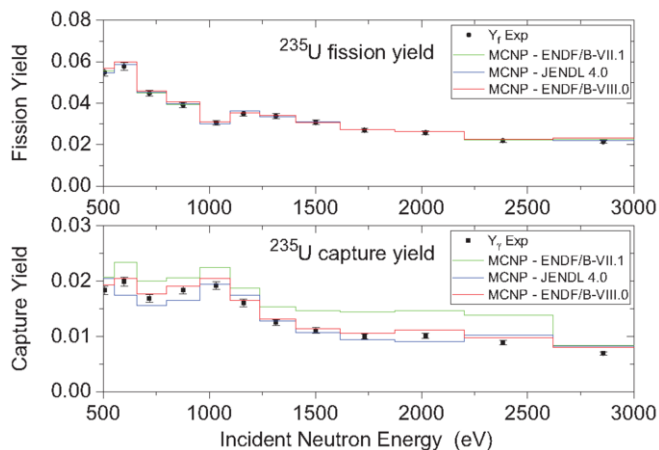 0.08
0.06
0.04
0.02
0.00
Fission Yield
²³⁵U fission yield
Y_f Exp
MCNP - ENDF/B-VII.1
MCNP - JENDL 4.0
MCNP - ENDF/B-VIII.0
500 1000 1500 2000 2500 3000
0.03
0.02
0.01
0.00
Capture Yield
²³⁵U capture yield
Y_γ Exp
MCNP - ENDF/B-VII.1
MCNP - JENDL 4.0
MCNP - ENDF/B-VIII.0
500 1000 1500 2000 2500 3000
Incident Neutron Energy (eV)